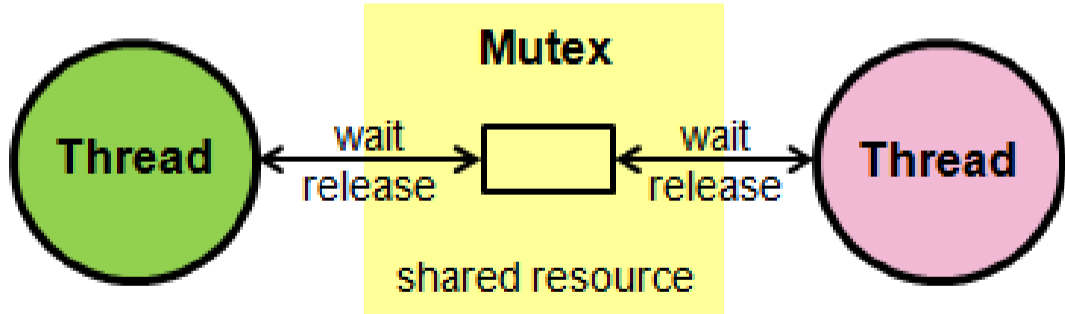 Mutex
Thread
wait
release
wait
release
Thread
shared resource